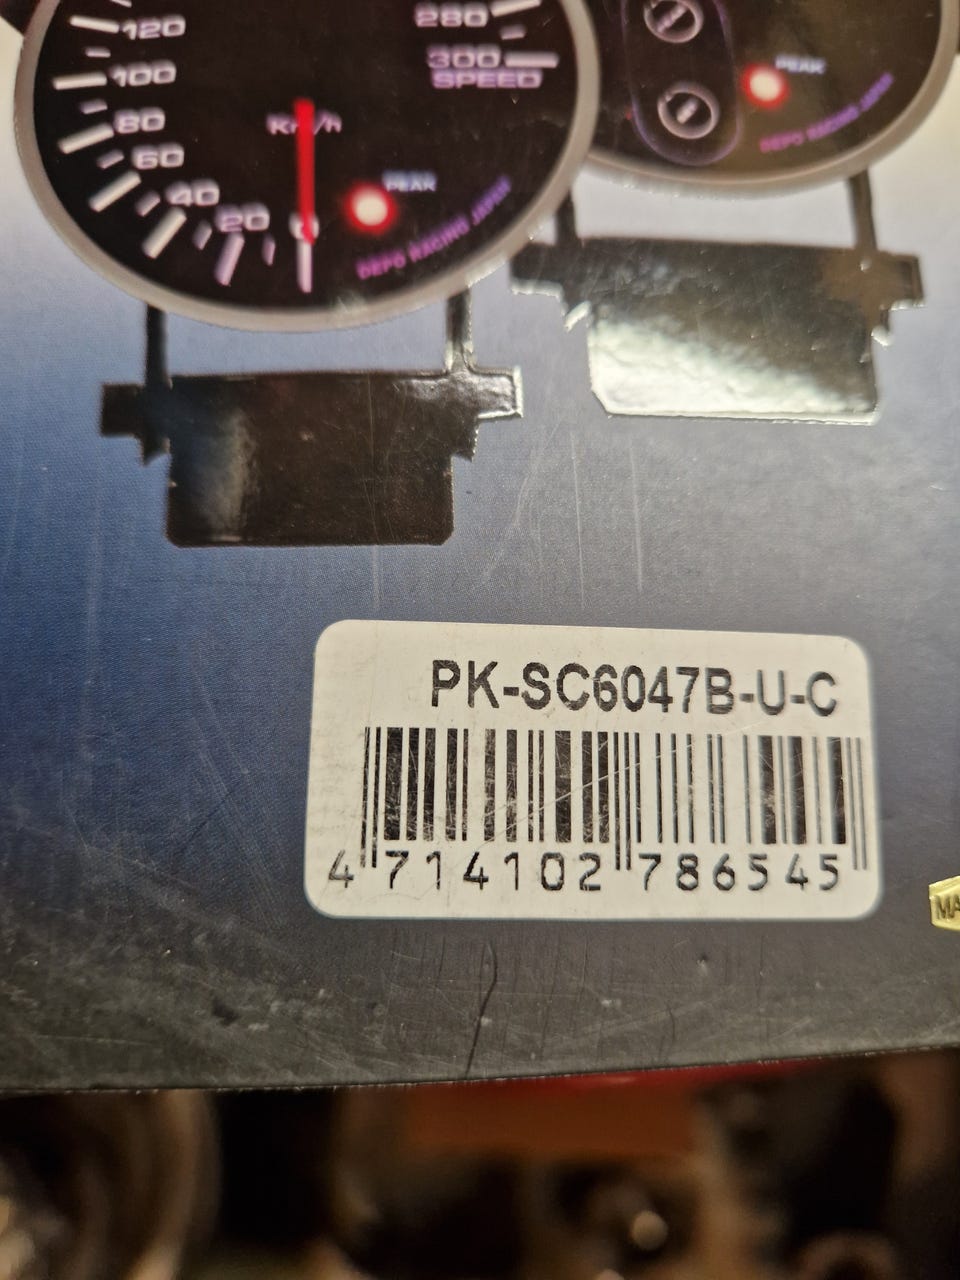 120
100
80
60
40
20
0
280
300
SPEED
Km/h
PEAK
DEPO RACING JAPAN
PEAK
DEPO RACING JAPAN
PK-SC6047B-U-C
4 714102 786545
MA